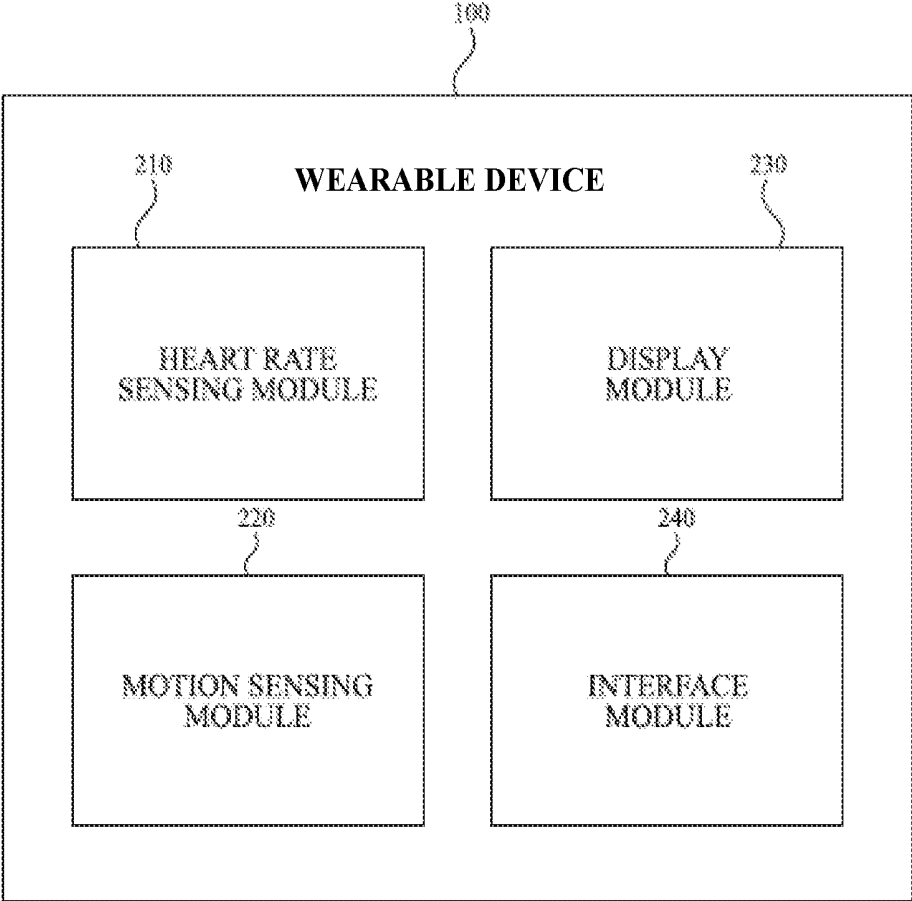 100
210
WEARABLE DEVICE
230
HEART RATE
SENSING MODULE
DISPLAY
MODULE
220
240
MOTION SENSING
MODULE
INTERFACE
MODULE